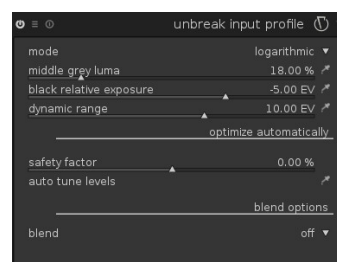 unbreak input profile
mode logarithmic
middle grey luma 18.00 %
black relative exposure -5.00 EV
dynamic range 10.00 EV
optimize automatically
safety factor 0.00 %
auto tune levels
blend options
blend off